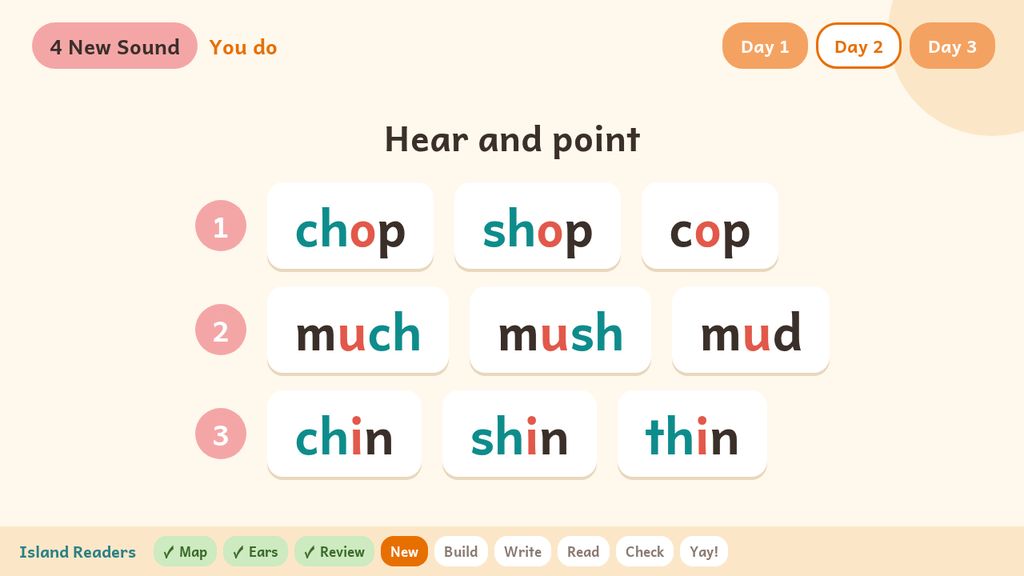 4 New Sound You do Day 1 Day 2 Day 3
Hear and point
1 chop shop cop
2 much mush mud
3 chin shin thin
Island Readers ✓ Map ✓ Ears ✓ Review New Build Write Read Check Yay!